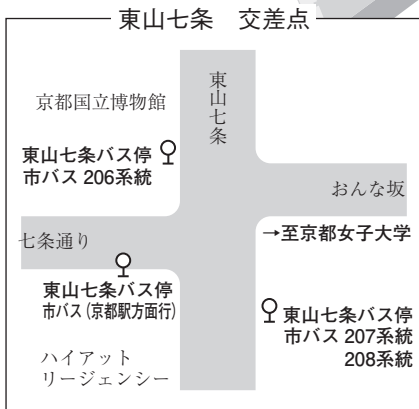 東山七条 交差点
東山七条
京都国立博物館
東山七条バス停
市バス 206系統
おんな坂
七条通り
→至京都女子大学
東山七条バス停
市バス(京都駅方面行)
東山七条バス停
市バス 207系統
208系統
ハイアット
リージェンシー